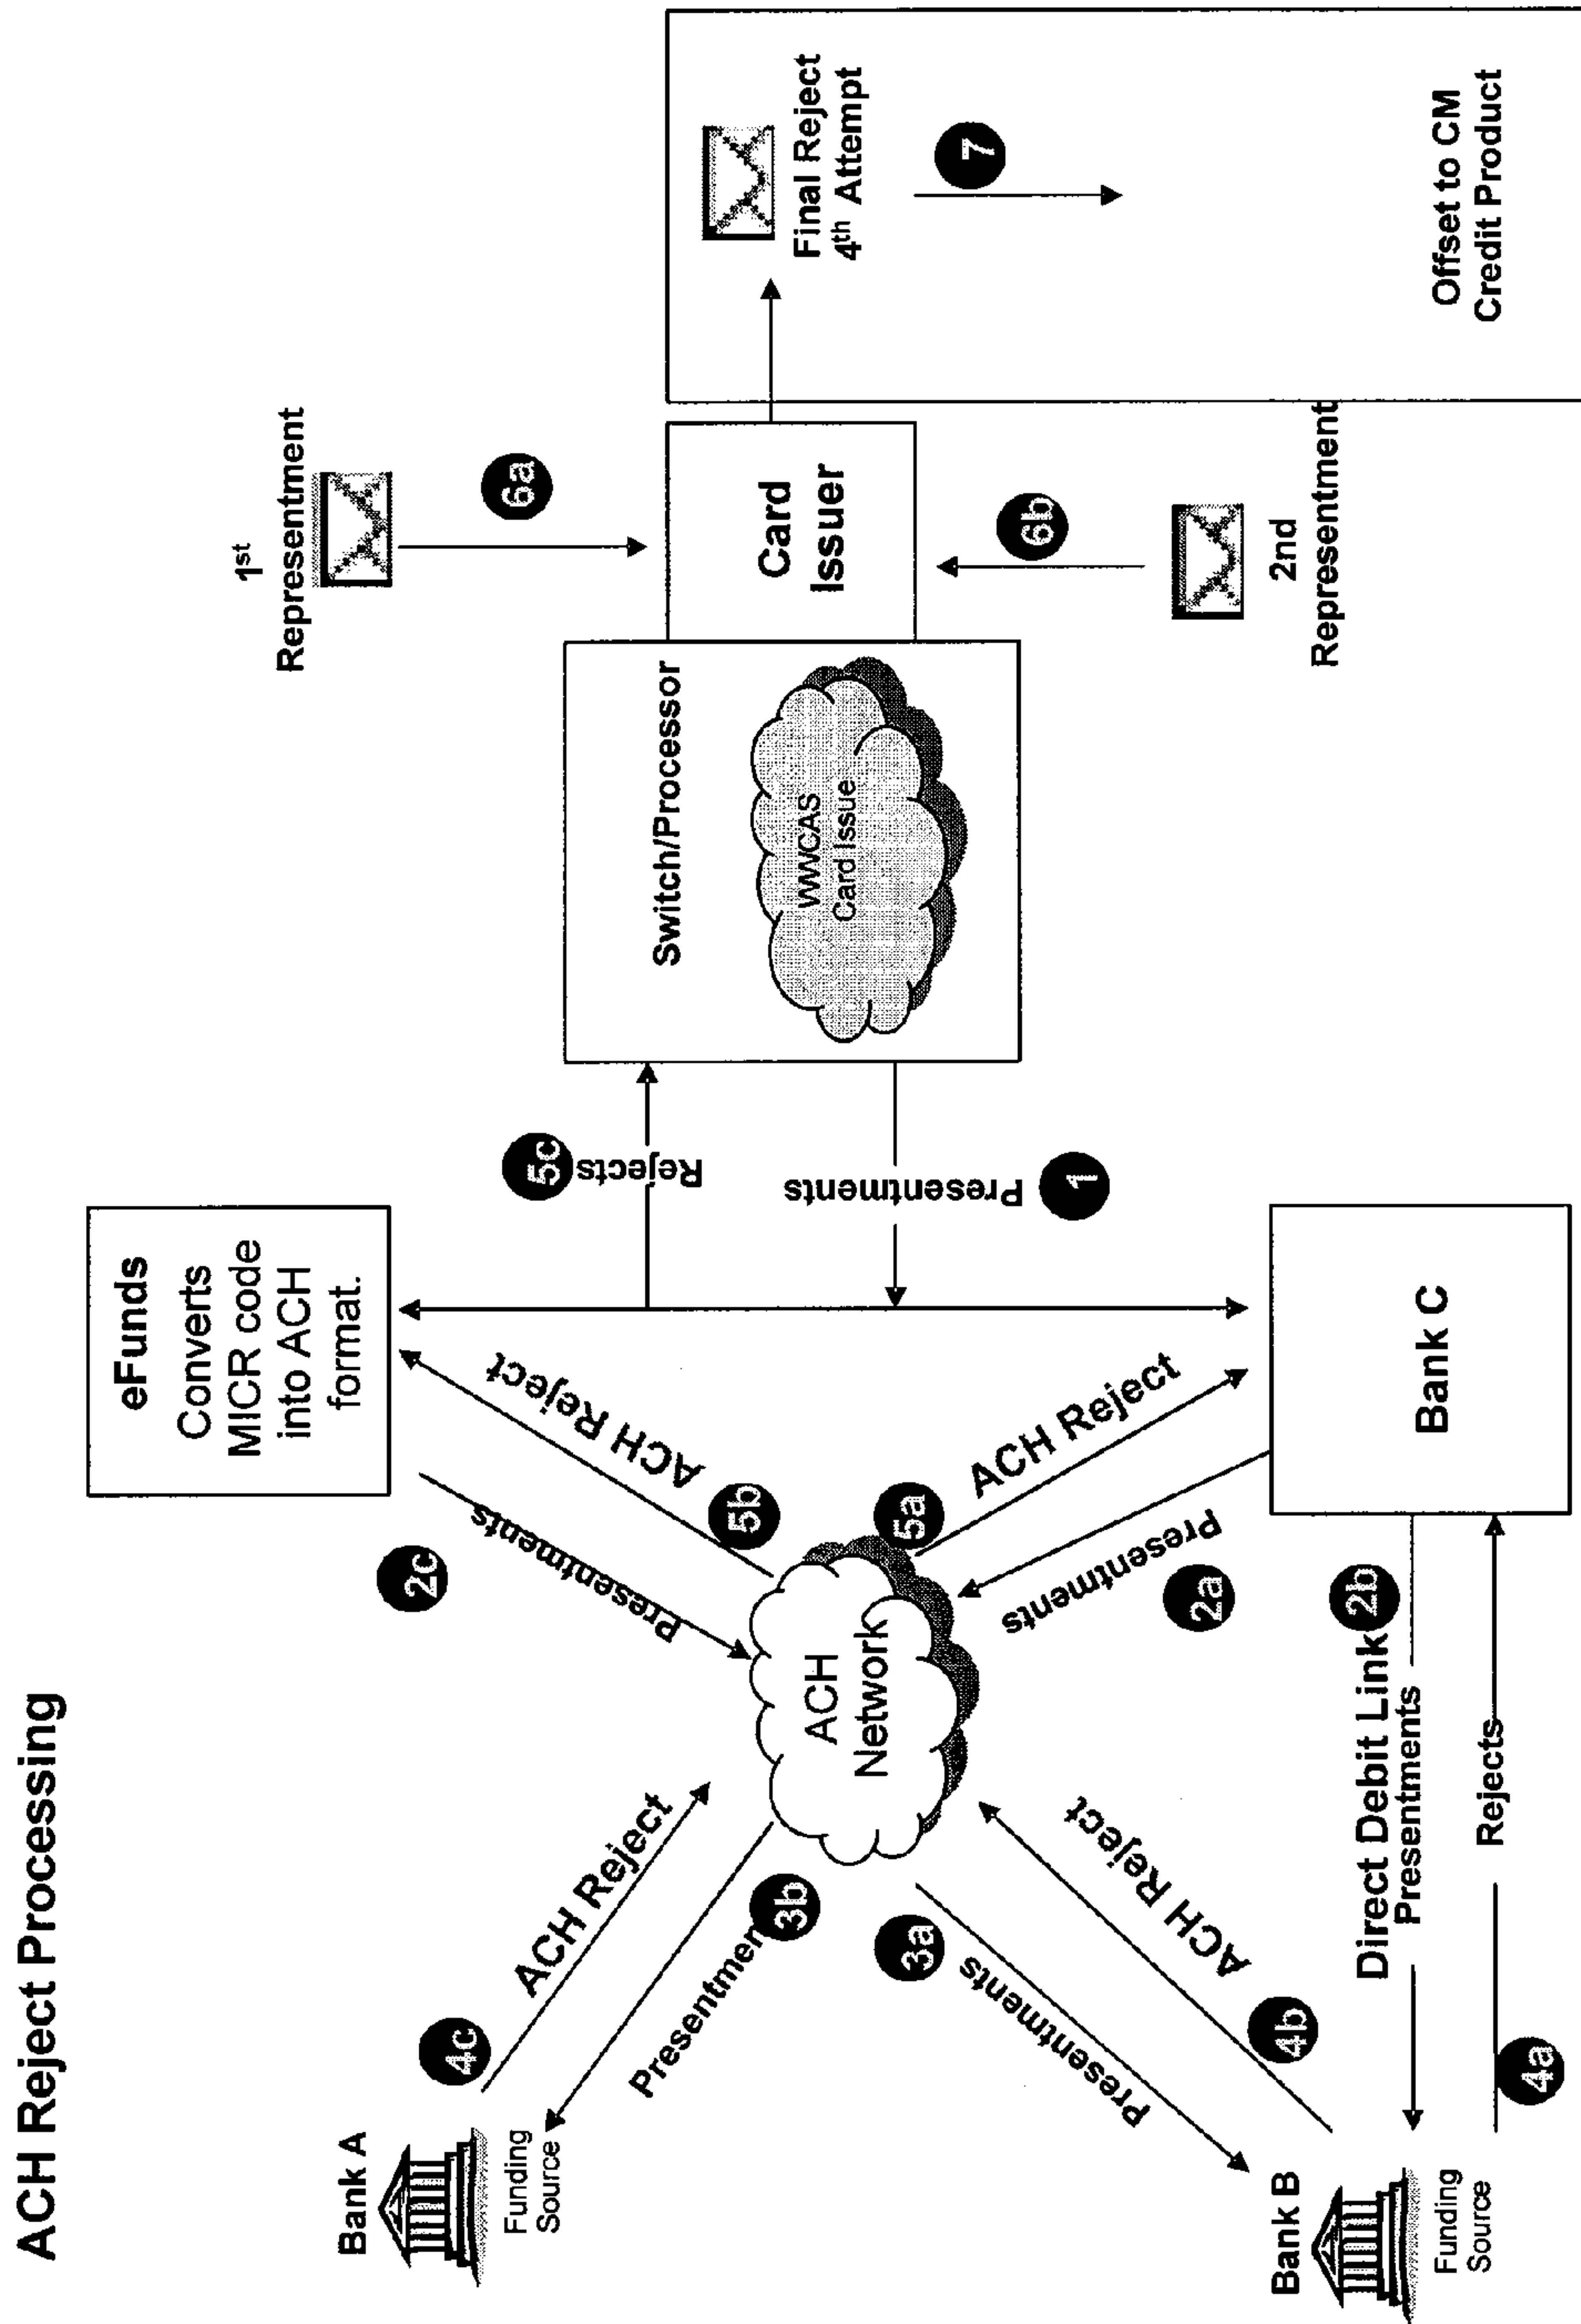 ACH Reject Processing
Bank A
Funding
Source
4c
ACH Reject
3b
Presentmen
eFunds
Converts
MICR code
into ACH
format.
2c
Presentments
5b
ACH Reject
ACH
Network
3a
Presentments
4b
ACH Reject
5a
ACH Reject
2a
Presentments
Bank B
Funding
Source
2b
Direct Debit Link
Presentments
4a
Rejects
Bank C
5c
Rejects
Presentments
1
Switch/Processor
WWCAS
Card Issue
1st
Representment
6a
Card
Issuer
6b
2nd
Representment
Final Reject
4th Attempt
7
Offset to CM
Credit Product